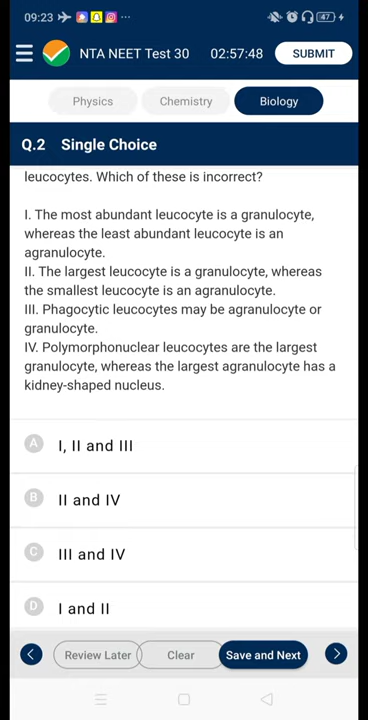 09:23 ... 47
NTA NEET Test 30 02:57:48 SUBMIT
Physics Chemistry Biology
Q.2 Single Choice
leucocytes. Which of these is incorrect?
I. The most abundant leucocyte is a granulocyte,
whereas the least abundant leucocyte is an
agranulocyte.
II. The largest leucocyte is a granulocyte, whereas
the smallest leucocyte is an agranulocyte.
III. Phagocytic leucocytes may be agranulocyte or
granulocyte.
IV. Polymorphonuclear leucocytes are the largest
granulocyte, whereas the largest agranulocyte has a
kidney-shaped nucleus.
A I, II and III
B II and IV
C III and IV
D I and II
Review Later Clear Save and Next